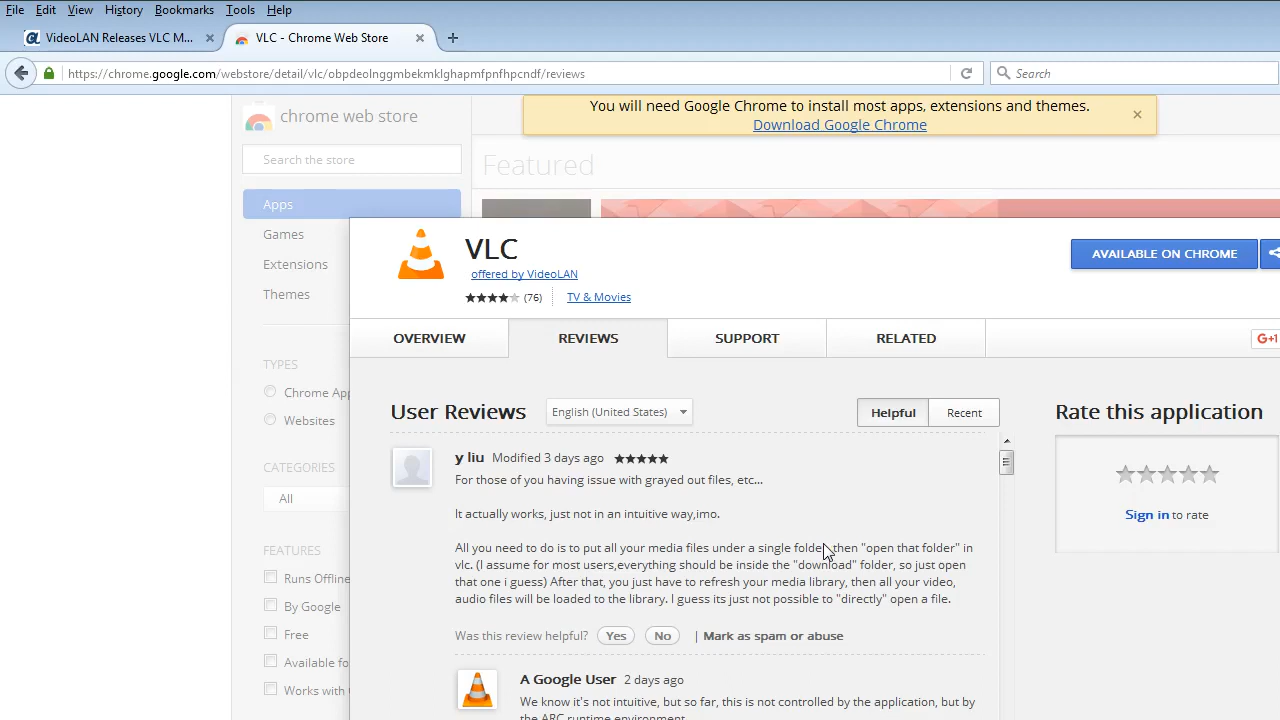 File Edit View History Bookmarks Tools Help
VideoLAN Releases VLC M... × VLC - Chrome Web Store × +
https://chrome.google.com/webstore/detail/vlc/obpdeolnggmbekmklghapmfpnfhpcndf/reviews Search
chrome web store
You will need Google Chrome to install most apps, extensions and themes.
Download Google Chrome
×
Search the store
Featured
Apps
Games
Extensions
Themes
TYPES
Chrome App
Websites
CATEGORIES
All
FEATURES
Runs Offline
By Google
Free
Available fo
Works with
VLC
offered by VideoLAN
(76) TV & Movies
AVAILABLE ON CHROME
OVERVIEW REVIEWS SUPPORT RELATED
G+1
User Reviews English (United States) Helpful Recent
Rate this application
Sign in to rate
y liu Modified 3 days ago ★★★★★
For those of you having issue with grayed out files, etc...
It actually works, just not in an intuitive way,imo.
All you need to do is to put all your media files under a single folder, then "open that folder" in
vlc. (I assume for most users,everything should be inside the "download" folder, so just open
that one i guess) After that, you just have to refresh your media library, then all your video,
audio files will be loaded to the library. I guess its just not possible to "directly" open a file.
Was this review helpful? Yes No | Mark as spam or abuse
A Google User 2 days ago
We know it's not intuitive, but so far, this is not controlled by the application, but by
the ARC runtime environment.